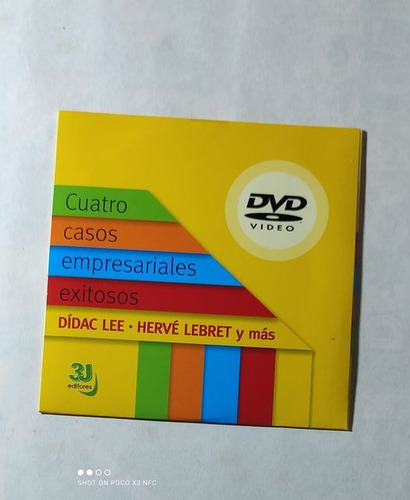 DVD
VIDEO
Cuatro
casos
empresariales
exitosos
DÍDAC LEE · HERVÉ LEBRET y más
3J
editores
SHOT ON POCO X3 NFC